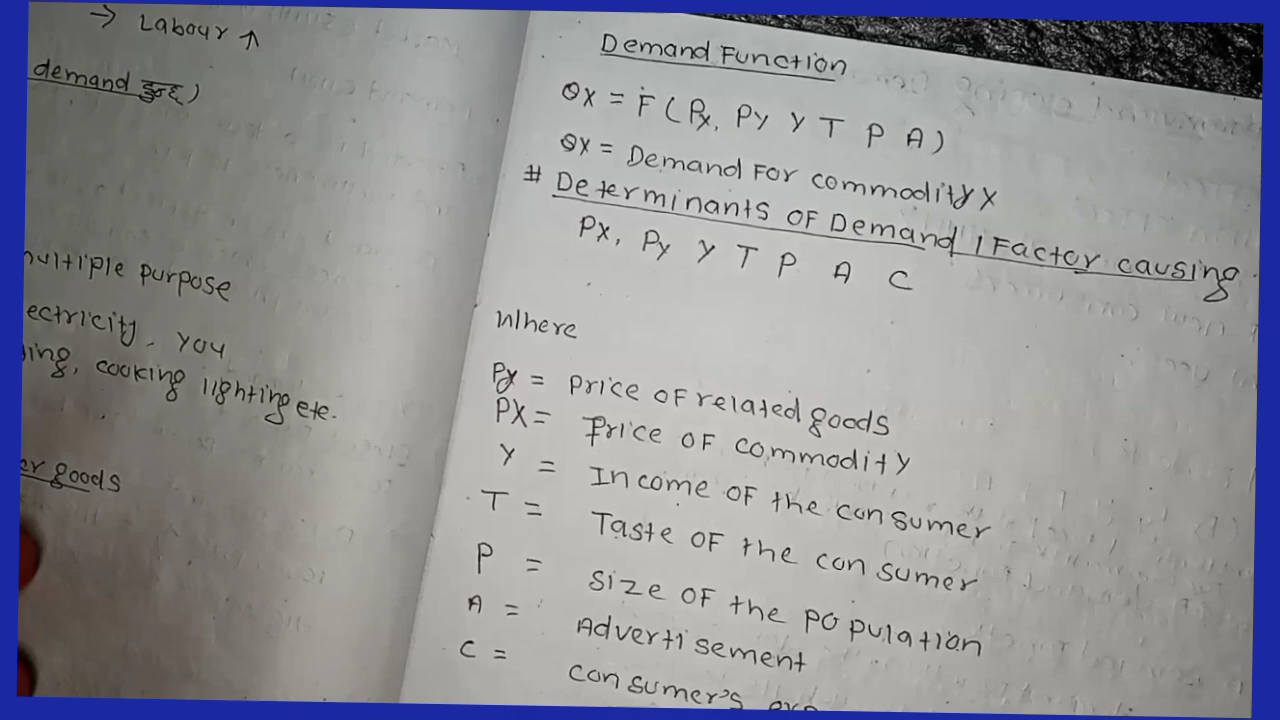 → Labour ↑
demand हुन्छ)
multiple purpose
ectricity, you
ing, cooking lighting etc.
er goods
Demand Function
QX = F (Px, PY Y T P A)
QX = Demand For commodity X
# Determinants OF Demand / Factor causing
PX, Py Y T P A C
Where
Py = price OF related goods
PX = Price OF commodity
Y = Income OF the consumer
T = Taste OF the consumer
P = Size OF the population
A = Advertisement
C = consumer's